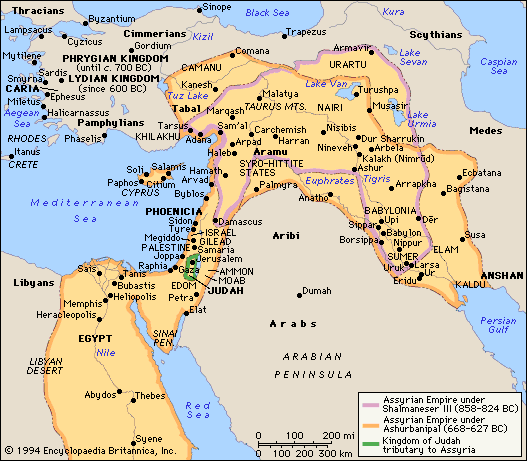 Thracians
Byzantium
Sinope
Black Sea
Kura
Lampsacus
Cyzicus
Cimmerians
Trapezus
Scythians
Mytilene
Gordium
Kizil
Armavir
Lake
Sevan
Caspian
Sea
PHRYGIAN KINGDOM
(until c. 700 BC)
Comana
URARTU
Sardis
Smyrna
LYDIAN KINGDOM
(since 600 BC)
CAMANU
Kanesh
Lake Van
Tushpa
CARIA
Ephesus
Tuz Lake
Malatya
TAURUS MTS.
NAIRI
Musasir
Miletus
Halicarnassus
Tabal
Marqash
Lake
Urmia
Aegean
Sea
Pamphylians
Tarsus
Sam'al
Carchemish
Nisibis
Dur Sharrukin
Medes
RHODES
Phaselis
KHILAKHU
Adana
Arpad
Harran
Nineveh
Arbela
Itanus
CRETE
Haleb
Aramu
Kalakh (Nimrūd)
Soli
Salamis
Hamath
SYRO-HITTITE
STATES
Ashur
Ecbatana
Paphos
Citium
CYPRUS
Arvad
Euphrates
Tigris
Arrapkha
Bagistana
Byblos
Palmyra
Anatho
Mediterranean
Sea
PHOENICIA
BABYLONIA
Sidon
Damascus
Upi
Dēr
Tyre
ISRAEL
Sippar
Babylon
Susa
Megiddo
GILEAD
Aribi
Borsippa
Nippur
PALESTINE
Samaria
ELAM
Joppa
Jerusalem
SUMER
Larsa
ANSHAN
Libyans
Raphia
Gaza
AMMON
Uruk
Ur
Sais
Tanis
MOAB
Eridu
KALDU
Bubastis
EDOM
JUDAH
Dumah
Memphis
Heliopolis
Petra
Heracleopolis
Elat
Persian
Gulf
SINAI
PEN.
Arabs
EGYPT
LIBYAN
DESERT
Nile
ARABIAN
PENINSULA
Abydos
Thebes
Red
Sea
Syene
Assyrian Empire under
Shalmaneser III (858-824 BC)
Assyrian Empire under
Ashurbanipal (668-627 BC)
Kingdom of Judah
tributary to Assyria
0 100 200 mi
0 100 200 km
© 1994 Encyclopaedia Britannica, Inc.